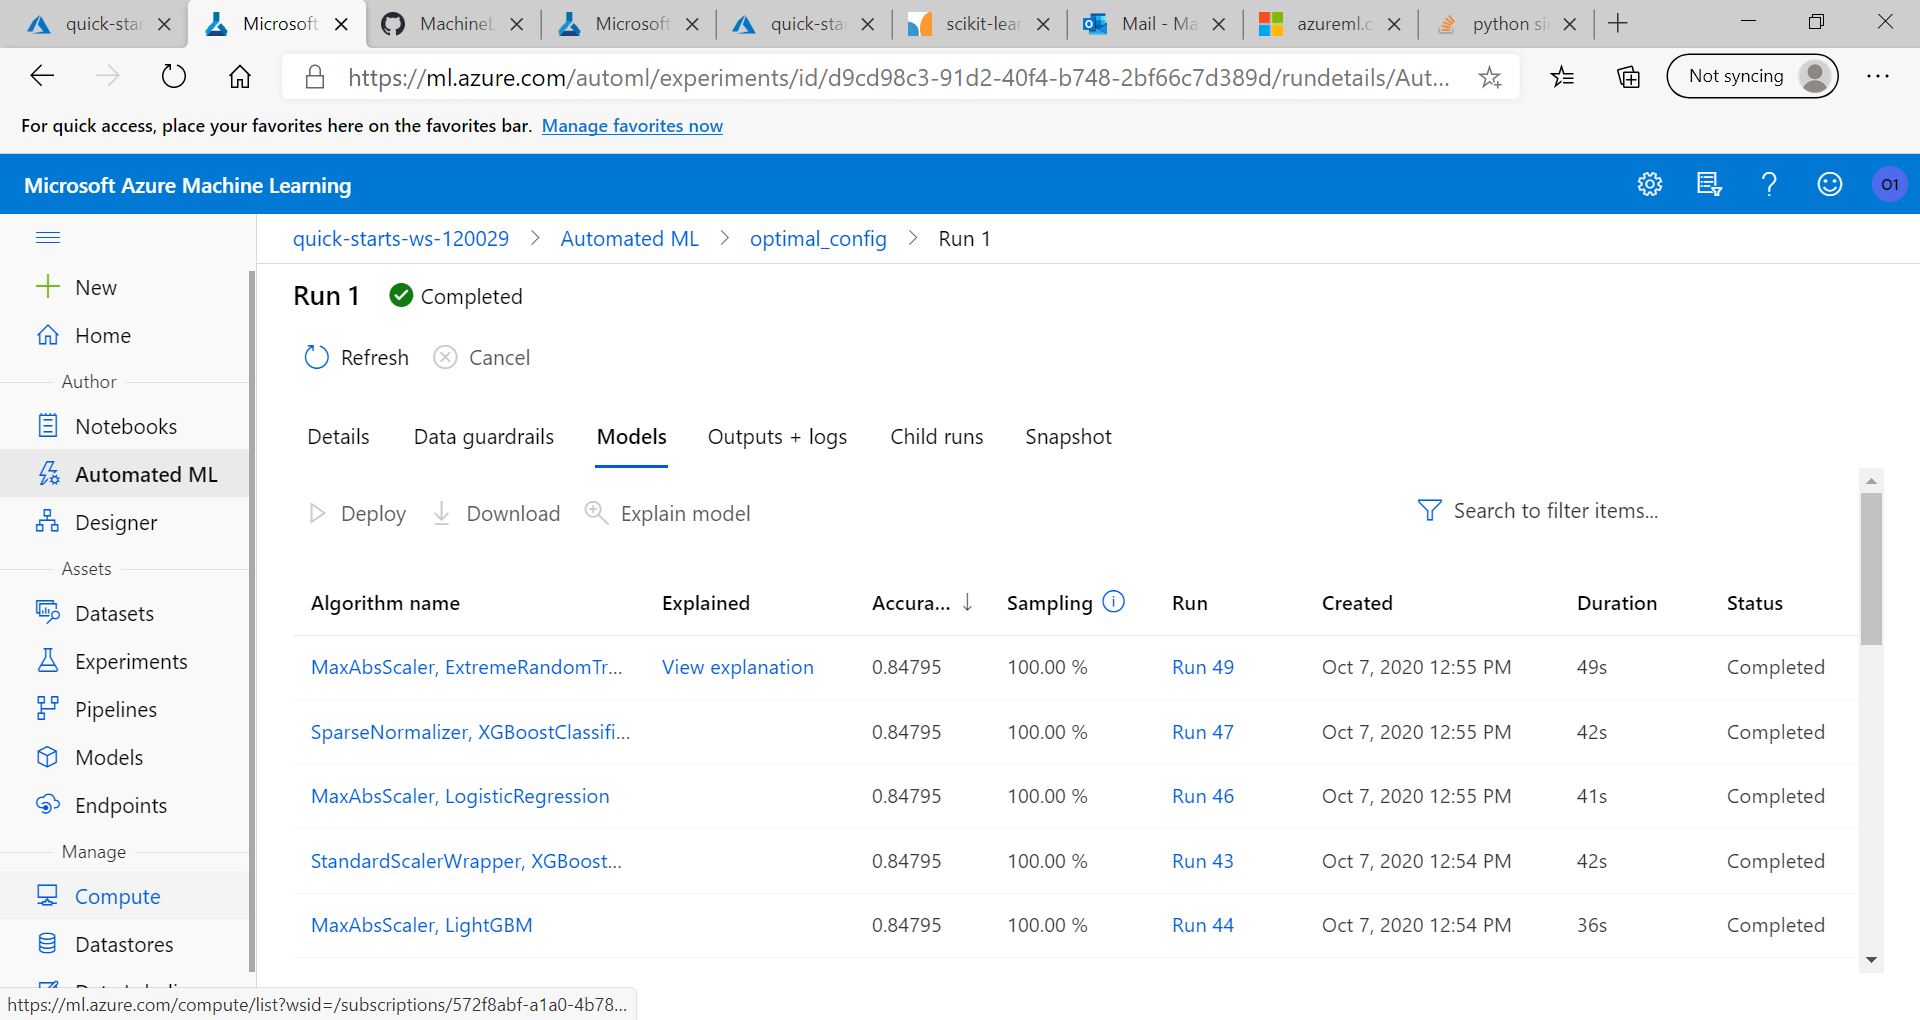 quick-star
Microsoft
MachineL
Microsoft
quick-star
scikit-lear
Mail - Ma
azureml.c
python si
https://ml.azure.com/automl/experiments/id/d9cd98c3-91d2-40f4-b748-2bf66c7d389d/rundetails/Aut...
Not syncing
For quick access, place your favorites here on the favorites bar. Manage favorites now
Microsoft Azure Machine Learning
O1
quick-starts-ws-120029 > Automated ML > optimal_config > Run 1
New
Home
Author
Notebooks
Automated ML
Designer
Assets
Datasets
Experiments
Pipelines
Models
Endpoints
Manage
Compute
Datastores
Run 1 Completed
Refresh Cancel
Details Data guardrails Models Outputs + logs Child runs Snapshot
Deploy Download Explain model Search to filter items...
Algorithm name Explained Accura... Sampling Run Created Duration Status
MaxAbsScaler, ExtremeRandomTr... View explanation 0.84795 100.00 % Run 49 Oct 7, 2020 12:55 PM 49s Completed
SparseNormalizer, XGBoostClassifi... 0.84795 100.00 % Run 47 Oct 7, 2020 12:55 PM 42s Completed
MaxAbsScaler, LogisticRegression 0.84795 100.00 % Run 46 Oct 7, 2020 12:55 PM 41s Completed
StandardScalerWrapper, XGBoost... 0.84795 100.00 % Run 43 Oct 7, 2020 12:54 PM 42s Completed
MaxAbsScaler, LightGBM 0.84795 100.00 % Run 44 Oct 7, 2020 12:54 PM 36s Completed
https://ml.azure.com/compute/list?wsid=/subscriptions/572f8abf-a1a0-4b78...